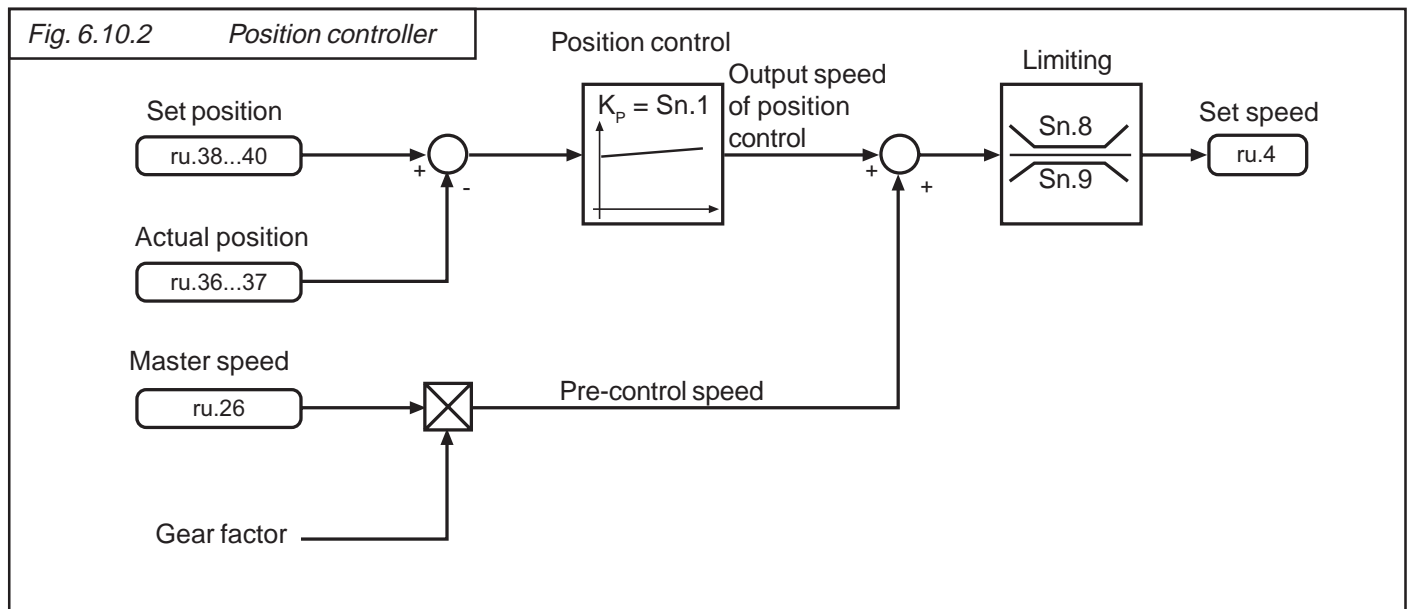 Fig. 6.10.2 Position controller
Position control
Limiting
Output speed
of position
control
Set position
KP = Sn.1
Sn.8
Set speed
ru.38...40
+
-
+
+
Sn.9
ru.4
Actual position
ru.36...37
Master speed
ru.26
Pre-control speed
Gear factor